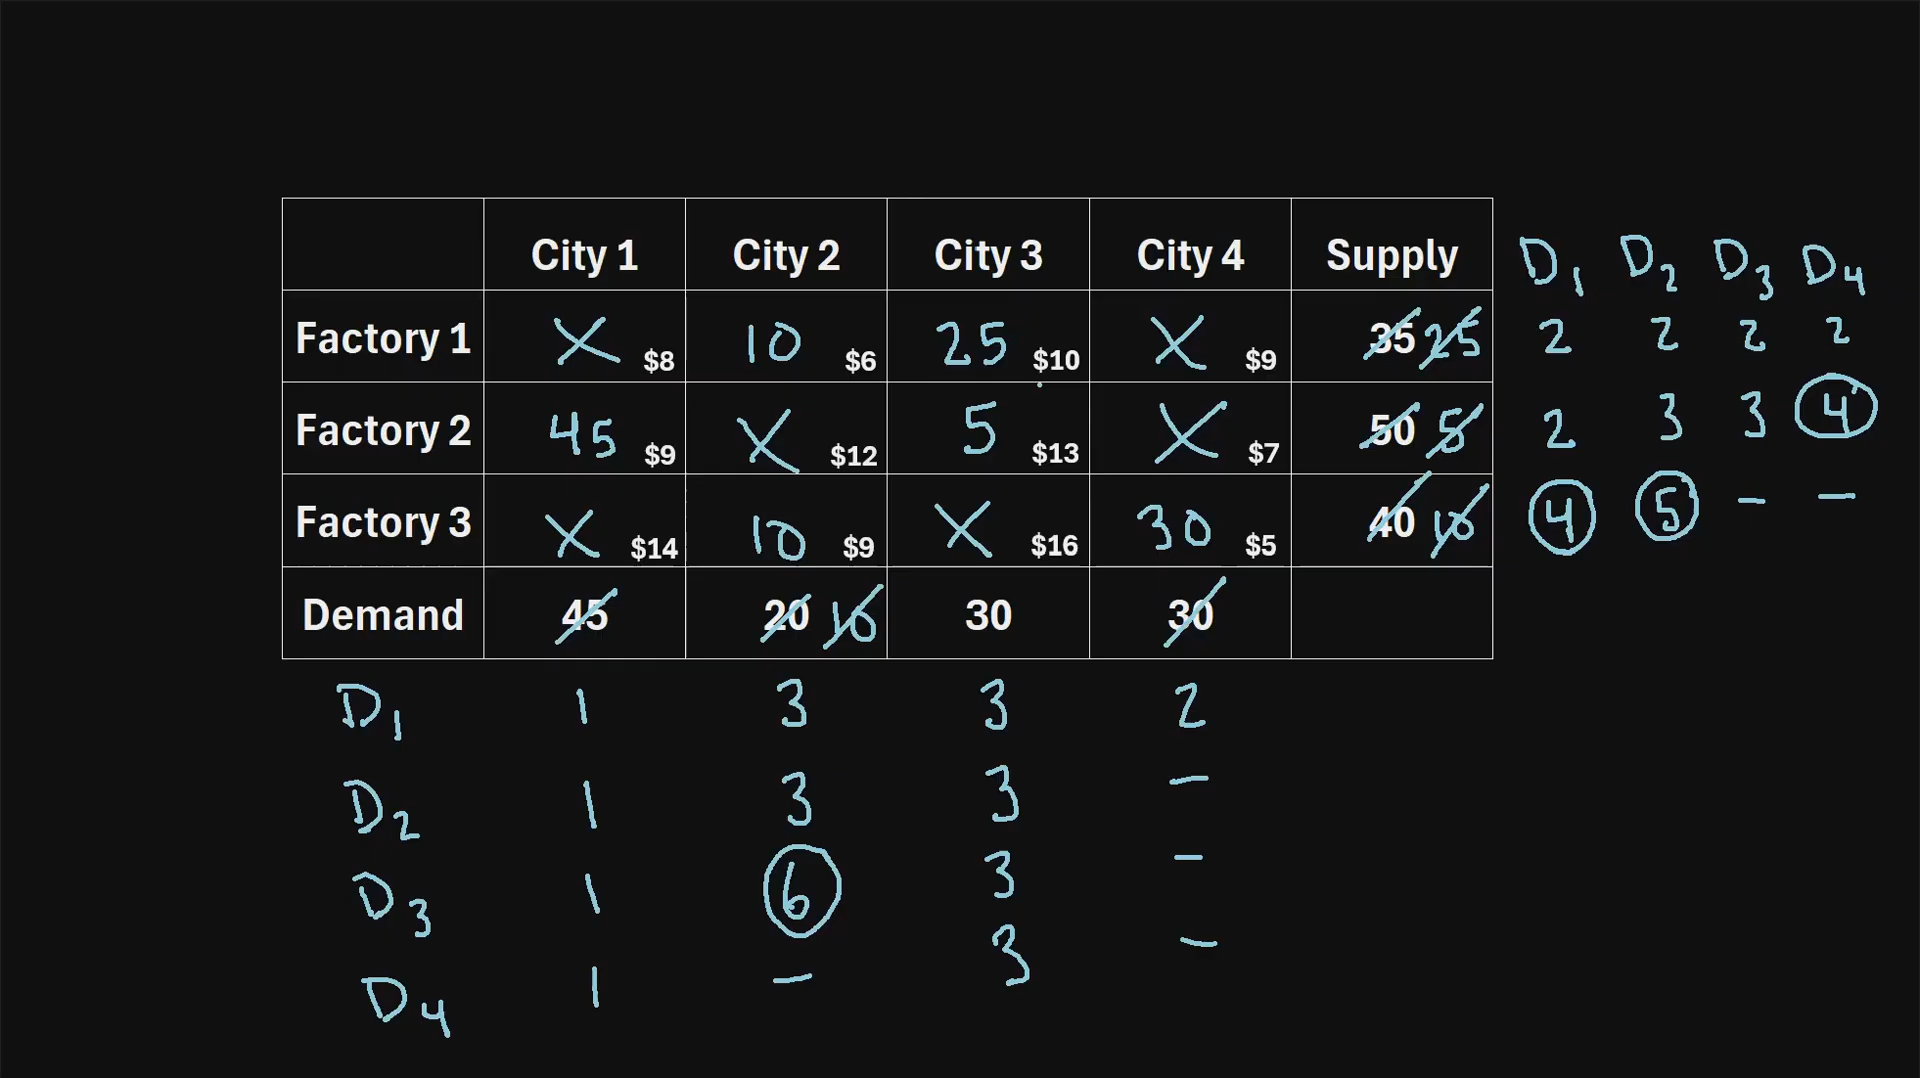 City 1 City 2 City 3 City 4 Supply D1 D2 D3 D4
Factory 1 X $8 10 $6 25 $10 X $9 35 25 2 2 2 2
Factory 2 45 $9 X $12 5 $13 X $7 50 5 2 3 3 4
Factory 3 X $14 10 $9 X $16 30 $5 40 10 4 5 - -
Demand 45 20 10 30 30
D1 1 3 3 2
D2 1 3 3 -
D3 1 6 3 -
D4 1 - 3 -